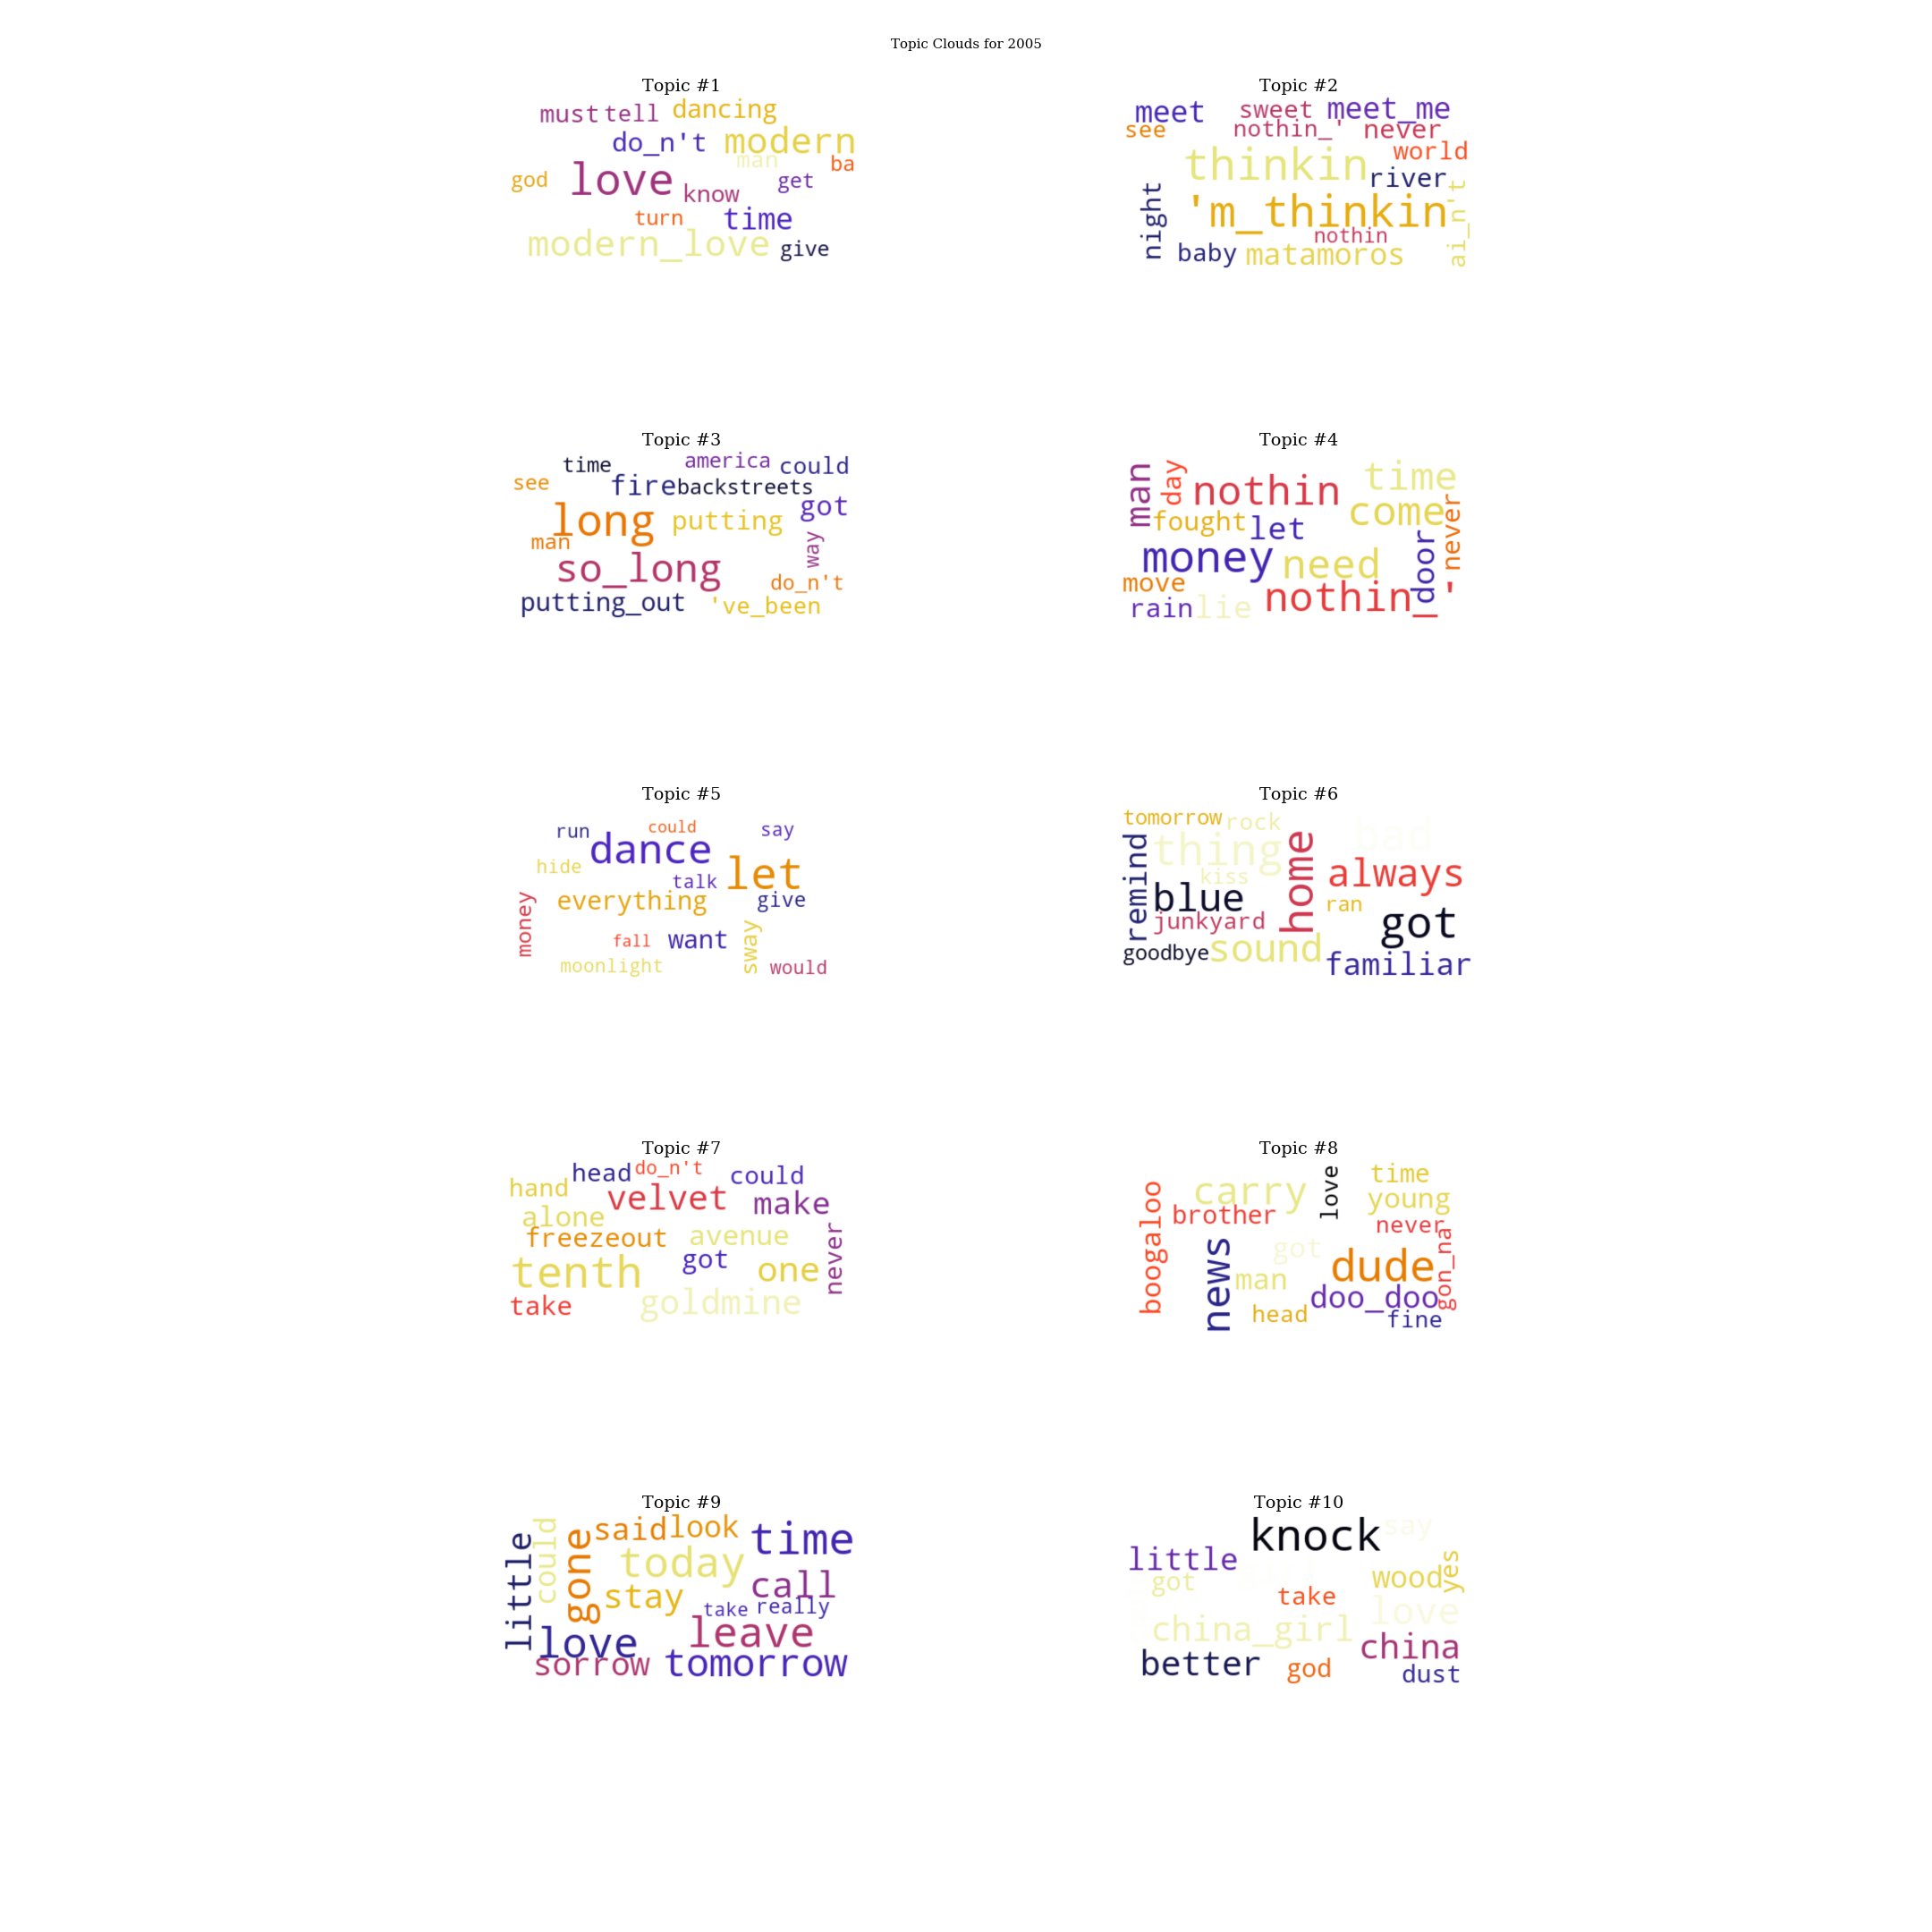 Topic Clouds for 2005
Topic #1
must tell dancing
do_n't modern
man ba
god love know get
turn time
modern_love give
Topic #2
meet sweet meet_me
see nothin_' never
thinkin world
river
night 'm_thinkin ai_n't
nothin
baby matamoros
Topic #3
time america could
see fire backstreets
long putting got
man way
so_long do_n't
putting_out 've_been
Topic #4
man day nothin time
fought let come never
money need door
move nothin_'
rain lie
Topic #5
run could say
dance
hide talk let
everything give
money fall want sway
moonlight would
Topic #6
tomorrow rock bad
remind thing home
kiss always
blue ran
junkyard got
goodbye sound familiar
Topic #7
head do_n't could
hand velvet make
alone
freezeout avenue
got never
tenth one
take goldmine
Topic #8
carry love time
boogaloo brother young
never
news got gon_na
man dude
doo_doo
head fine
Topic #9
little could gone said look time
today
stay call
take really
love leave
sorrow tomorrow
Topic #10
knock say
little
got take wood yes
china_girl love
better china
god dust